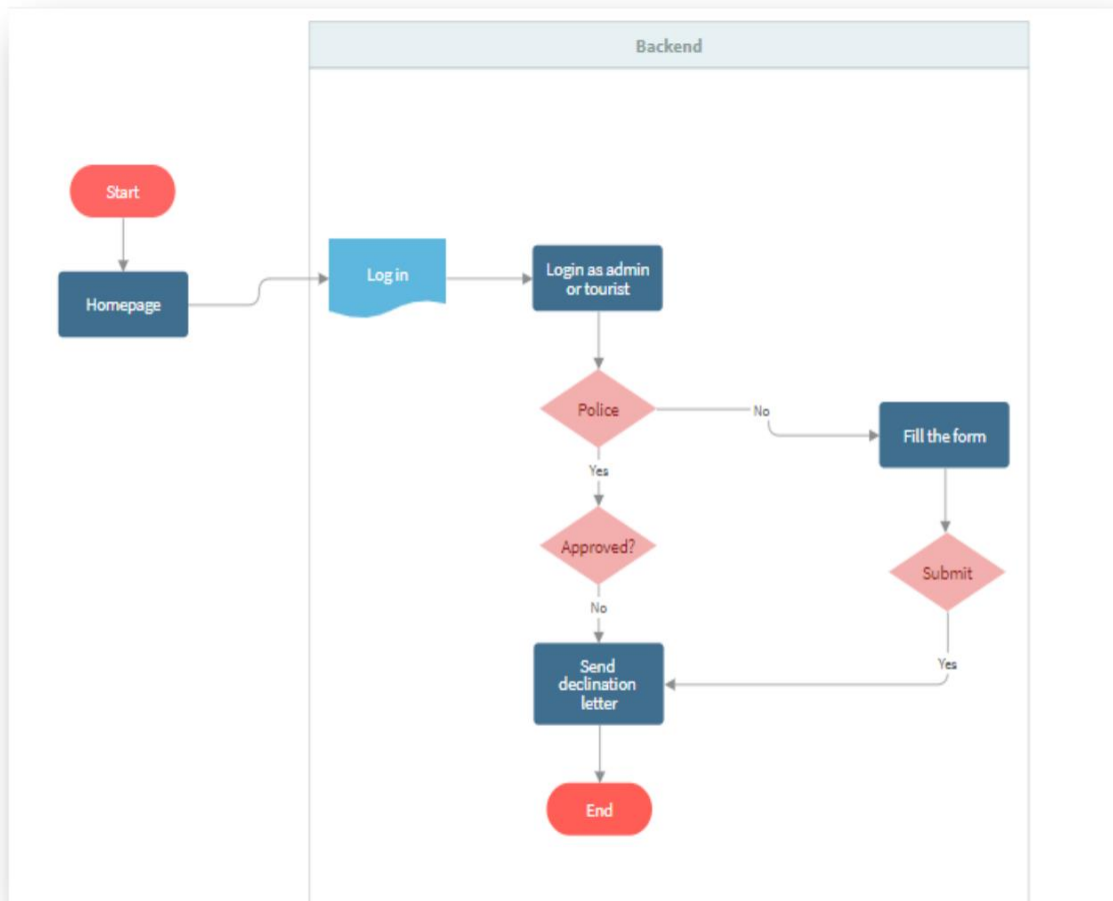 Backend
Start
Homepage
Log in
Login as admin
or tourist
Police
No
Fill the form
Yes
Approved?
Submit
No
Send
declination
letter
Yes
End